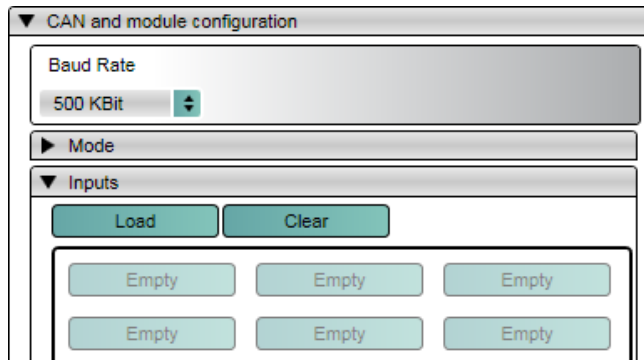 CAN and module configuration
Baud Rate
500 KBit
Mode
Inputs
Load Clear
Empty Empty Empty
Empty Empty Empty